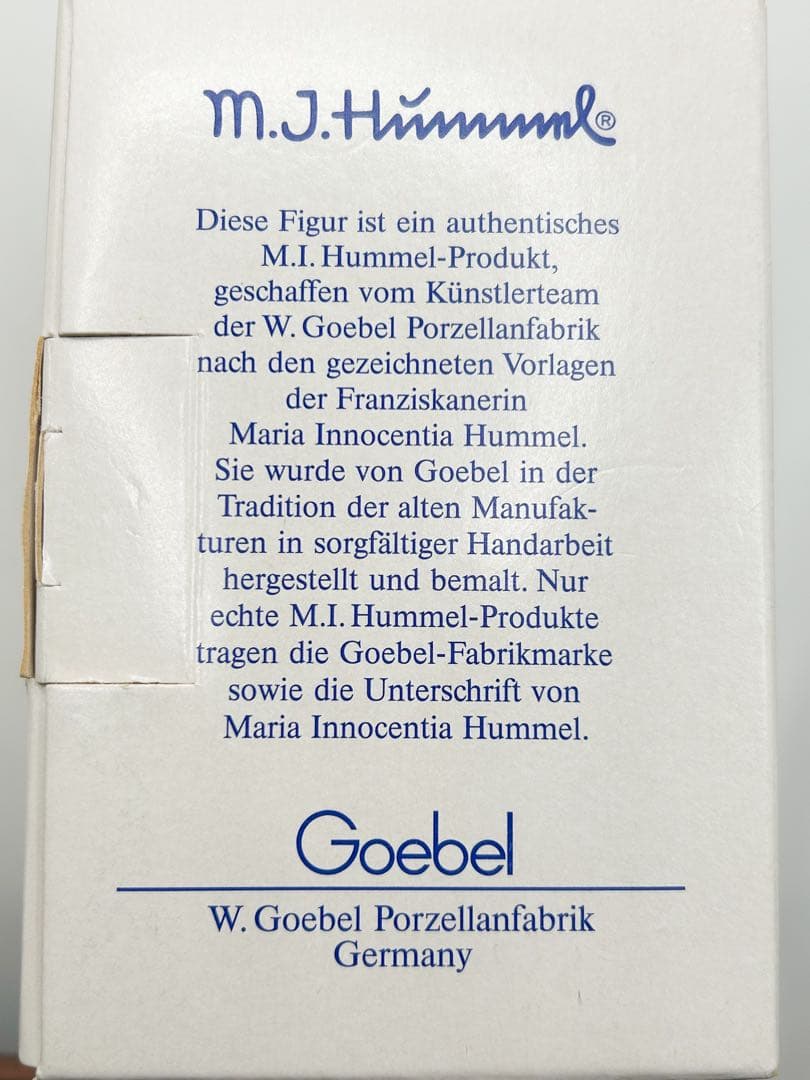 M.J.Hummel®
Diese Figur ist ein authentisches
M.I. Hummel-Produkt,
geschaffen vom Künstlerteam
der W. Goebel Porzellanfabrik
nach den gezeichneten Vorlagen
der Franziskanerin
Maria Innocentia Hummel.
Sie wurde von Goebel in der
Tradition der alten Manufak-
turen in sorgfältiger Handarbeit
hergestellt und bemalt. Nur
echte M.I. Hummel-Produkte
tragen die Goebel-Fabrikmarke
sowie die Unterschrift von
Maria Innocentia Hummel.
Goebel
W. Goebel Porzellanfabrik
Germany